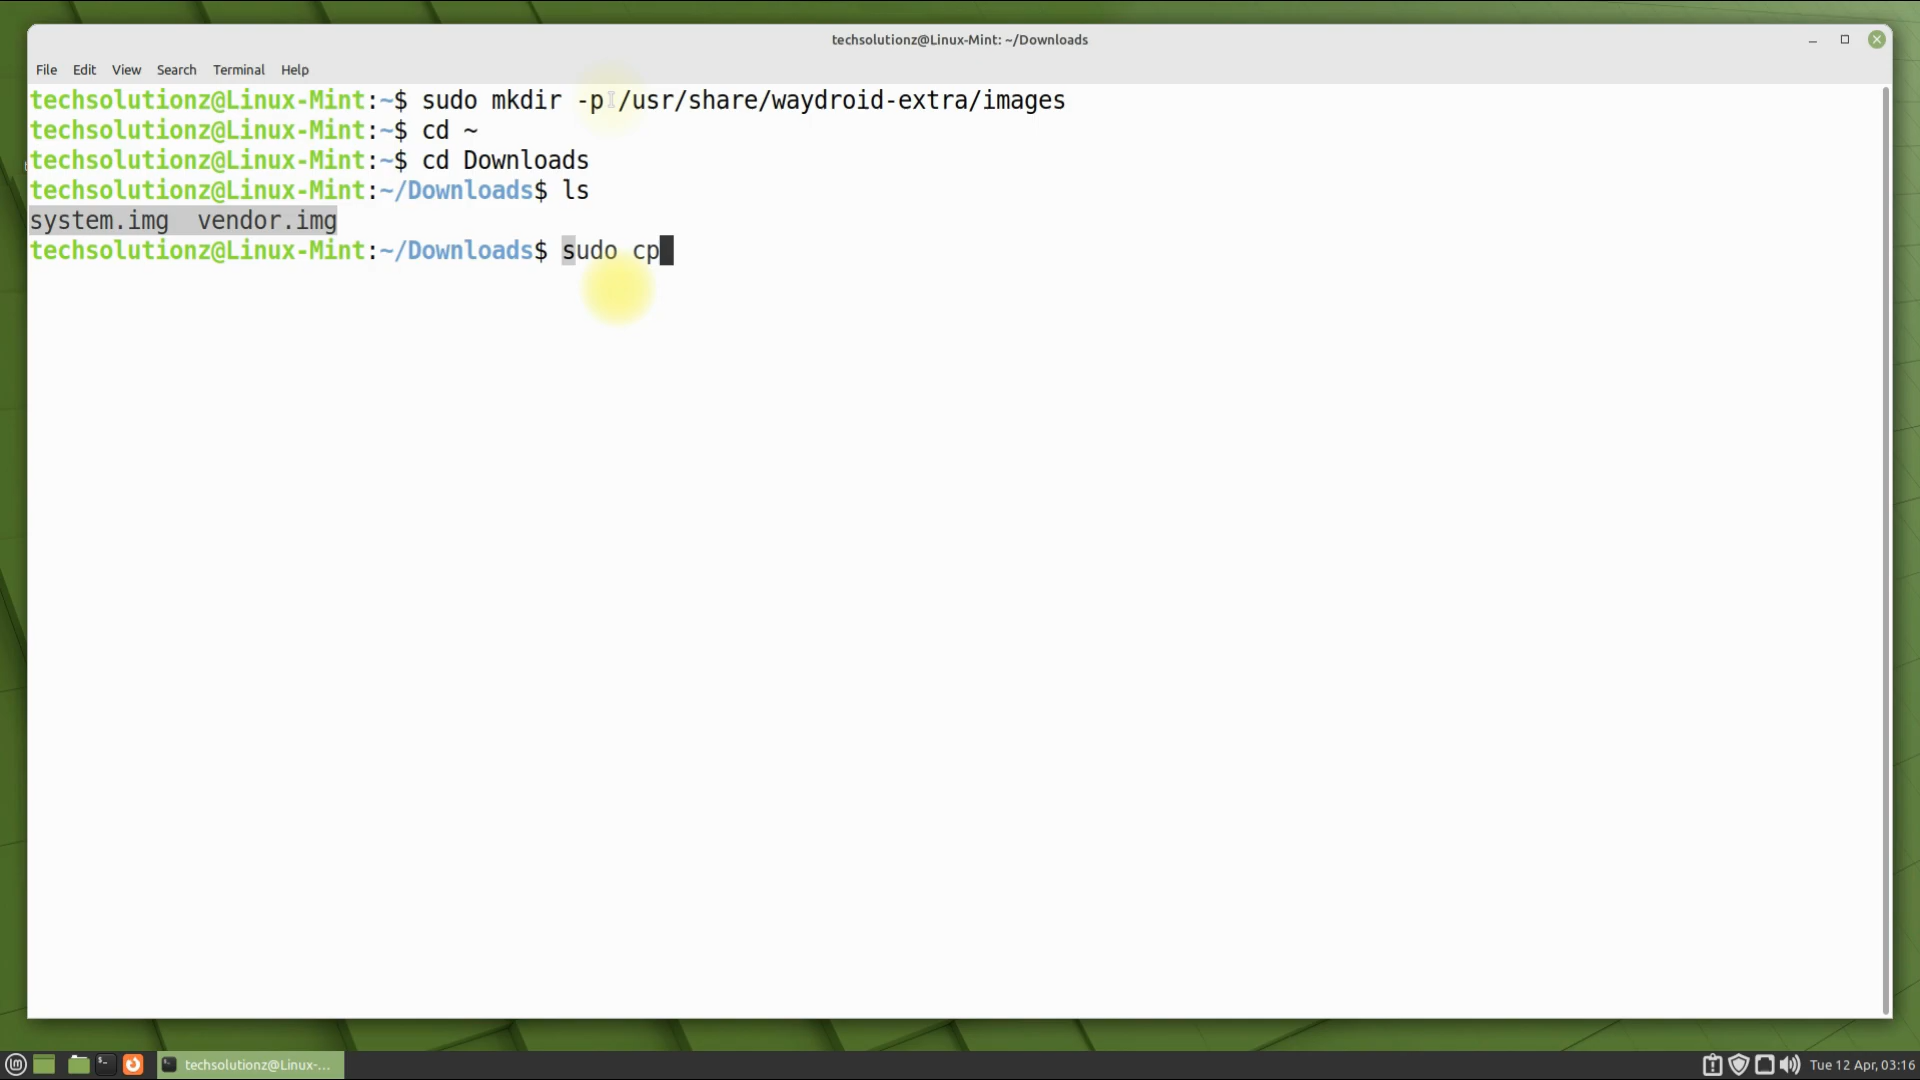 techsolutionz@Linux-Mint: ~/Downloads
File Edit View Search Terminal Help
techsolutionz@Linux-Mint:~$ sudo mkdir -p /usr/share/waydroid-extra/images
techsolutionz@Linux-Mint:~$ cd ~
techsolutionz@Linux-Mint:~$ cd Downloads
techsolutionz@Linux-Mint:~/Downloads$ ls
system.img  vendor.img
techsolutionz@Linux-Mint:~/Downloads$ sudo cp
techsolutionz@Linux-... Tue 12 Apr, 03:16